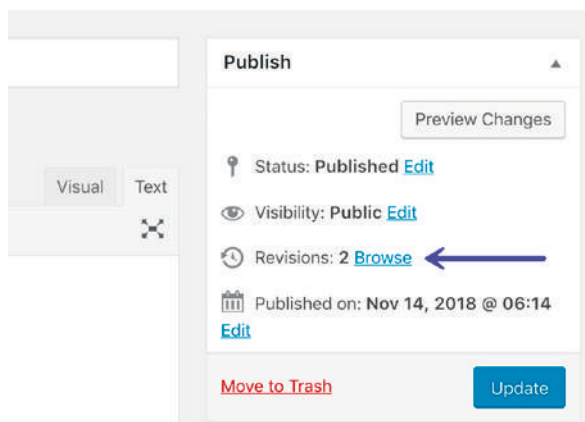 Publish
Preview Changes
Visual Text
Status: Published Edit
Visibility: Public Edit
Revisions: 2 Browse
Published on: Nov 14, 2018 @ 06:14
Edit
Move to Trash Update